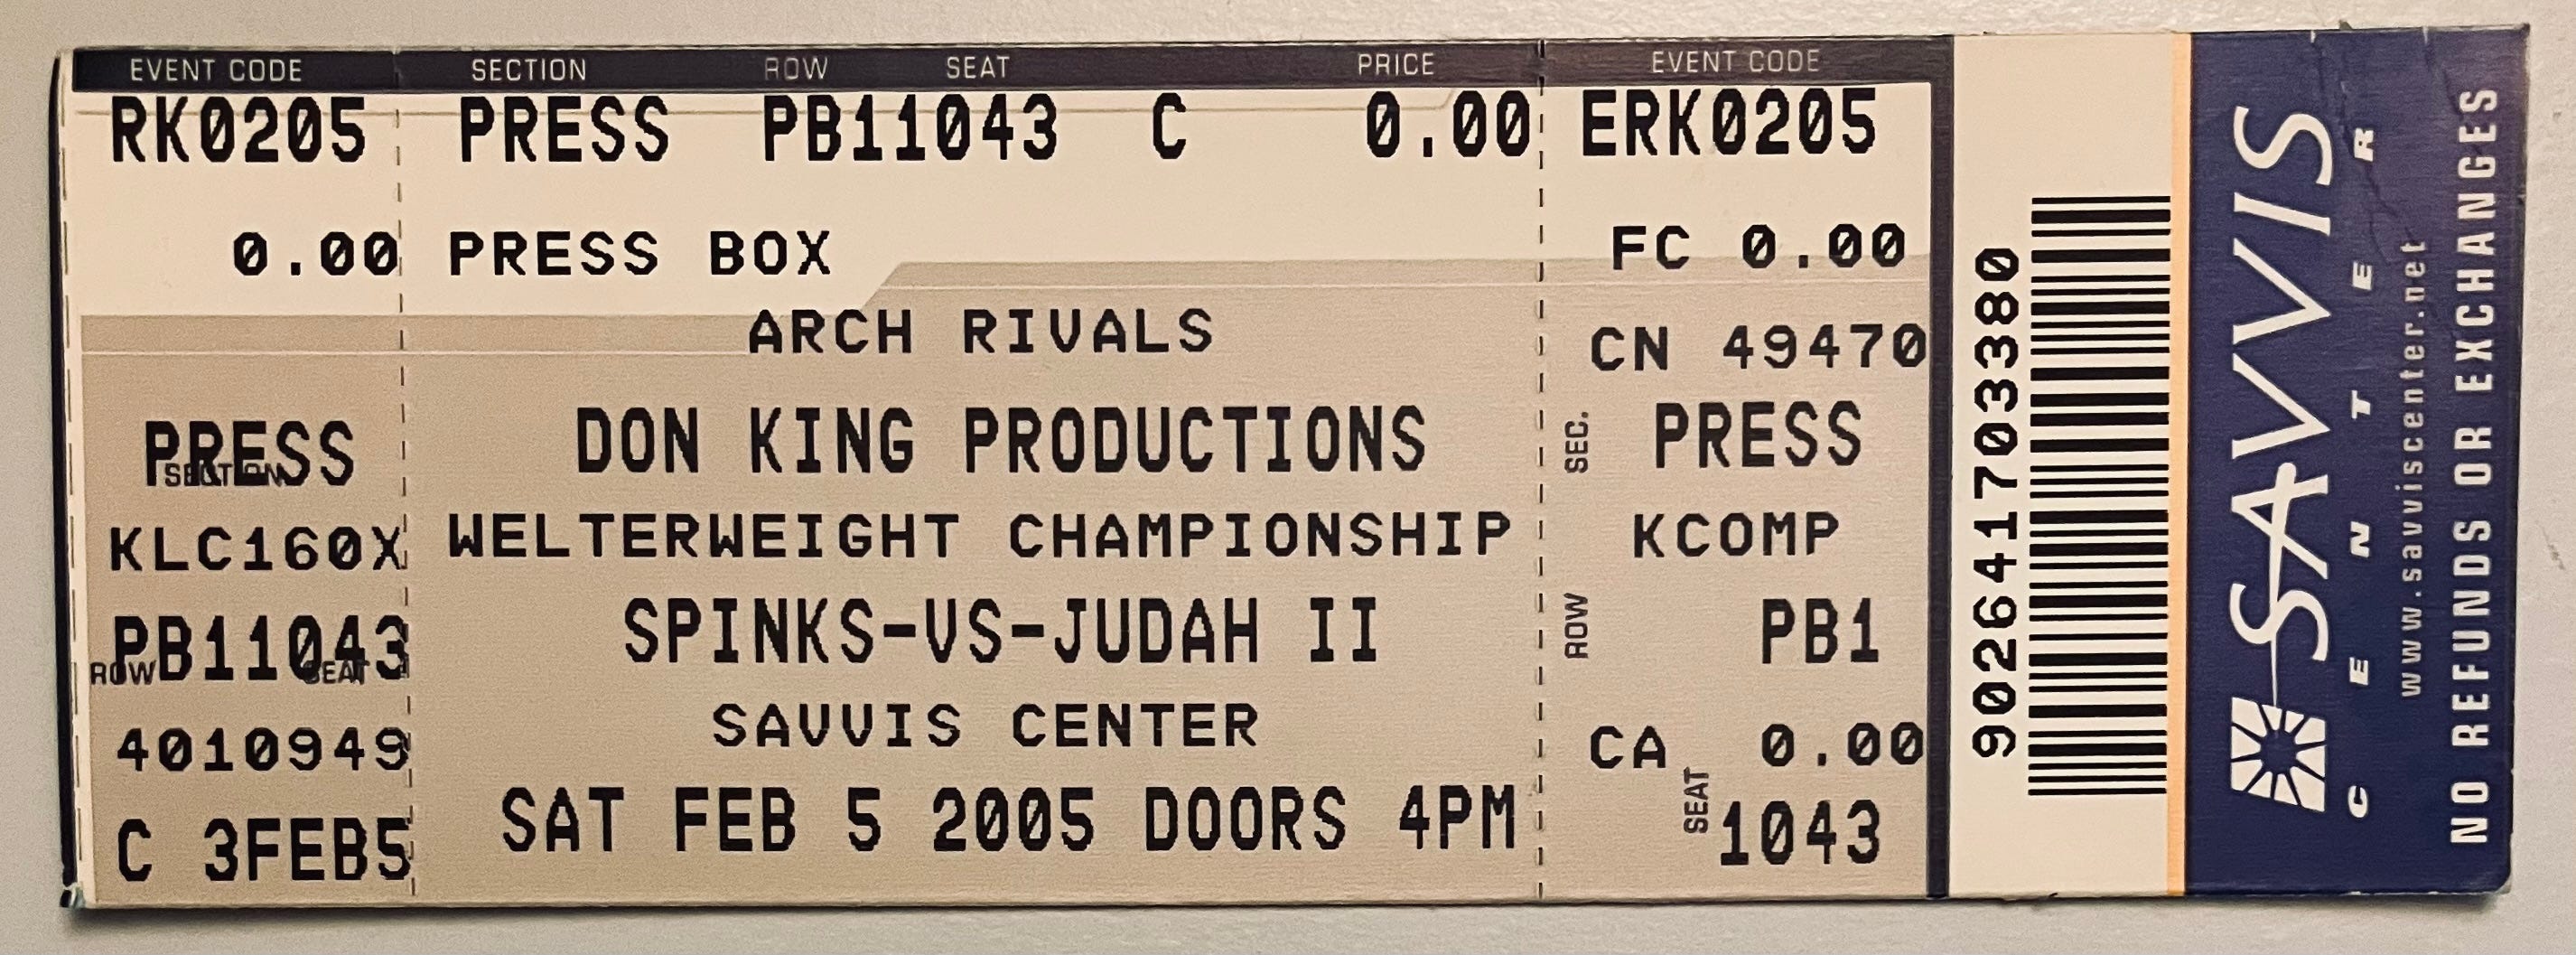 EVENT CODE SECTION ROW SEAT PRICE EVENT CODE
RK0205 PRESS PB11043 C 0.00 ERK0205
0.00 PRESS BOX FC 0.00
ARCH RIVALS
CN 49470
PRESS DON KING PRODUCTIONS SEC. PRESS
SECTION
KLC160X WELTERWEIGHT CHAMPIONSHIP KCOMP
PB11043 SPINKS-VS-JUDAH II ROW PB1
ROW SEAT
4010949 SAVVIS CENTER CA 0.00
C 3FEB5 SAT FEB 5 2005 DOORS 4PM SEAT 1043
902641703380
SAVVIS
CENTER
www.savviscenter.net
NO REFUNDS OR EXCHANGES